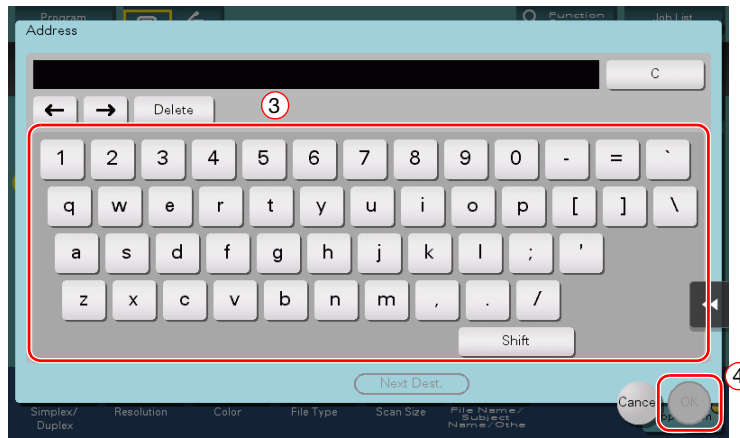 Program Function Job List
Address
C
← → Delete ③
1 2 3 4 5 6 7 8 9 0 - = `
q w e r t y u i o p [ ] \
a s d f g h j k l ; '
z x c v b n m , . /
Shift
Next Dest.
④
Cancel OK
Simplex/ Resolution Color File Type Scan Size File Name/
Duplex Subject
Name/Othe